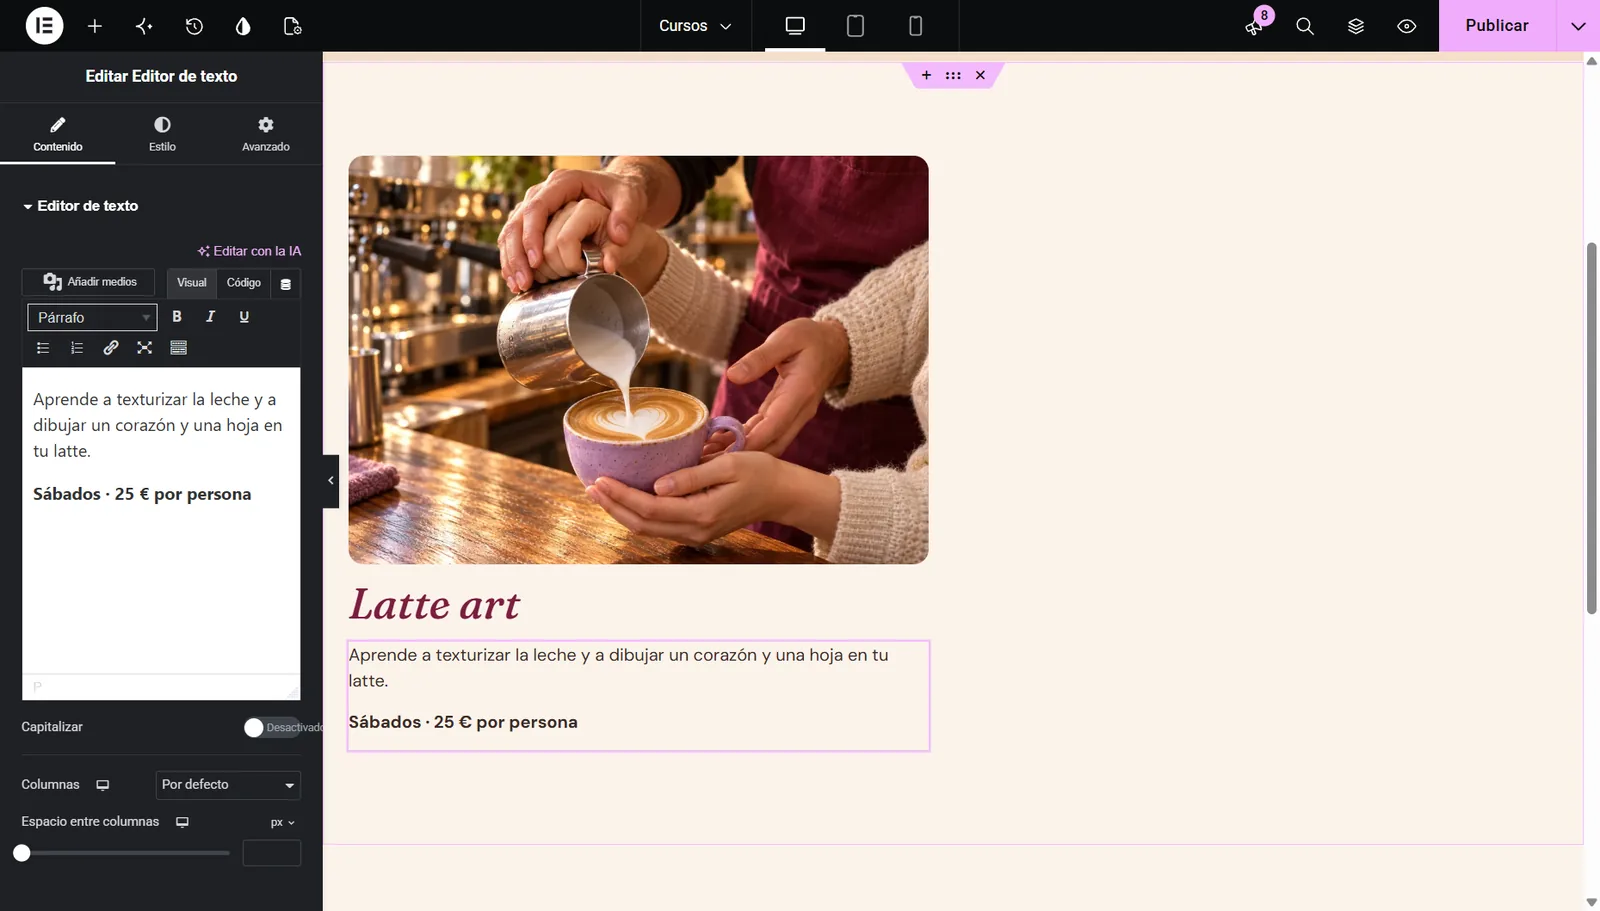 Cursos
8
Publicar
Editar Editor de texto
Contenido
Estilo
Avanzado
Editor de texto
Editar con la IA
Añadir medios
Visual
Código
Párrafo
B
I
U
Aprende a texturizar la leche y a
dibujar un corazón y una hoja en
tu latte.
Sábados · 25 € por persona
P
Capitalizar
Desactivado
Columnas
Por defecto
Espacio entre columnas
px
Latte art
Aprende a texturizar la leche y a dibujar un corazón y una hoja en tu
latte.
Sábados · 25 € por persona